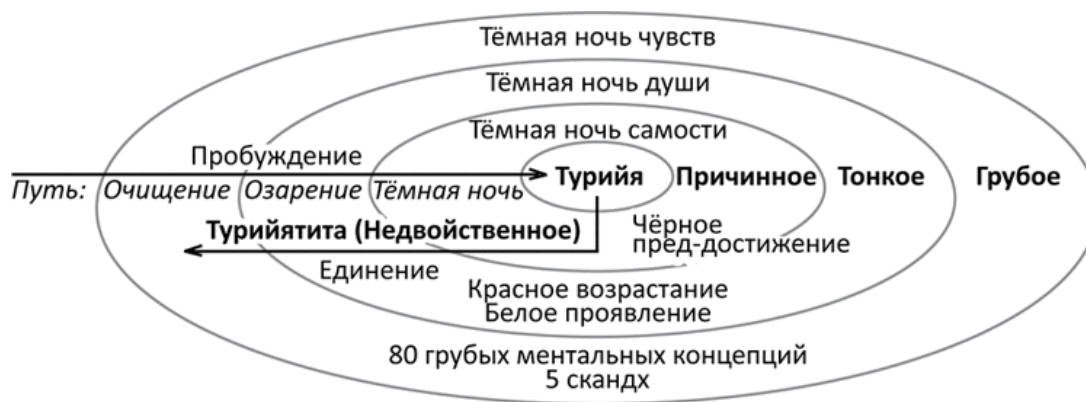 Тёмная ночь чувств
Тёмная ночь души
Тёмная ночь самости
Пробуждение
Турийя Причинное Тонкое Грубое
Путь: Очищение Озарение Тёмная ночь
Турийятита (Недвойственное)
Чёрное
пред-достижение
Единение
Красное возрастание
Белое проявление
80 грубых ментальных концепций
5 скандх